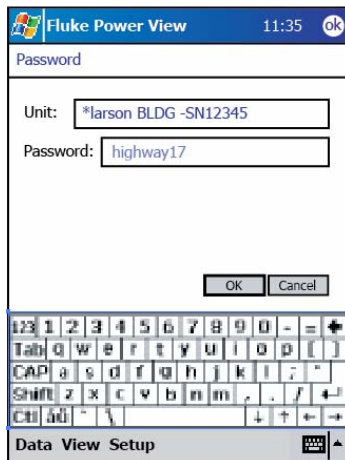 Fluke Power View 11:35 ok
Password
Unit: *larson BLDG -SN12345
Password: highway17
OK Cancel
123 1 2 3 4 5 6 7 8 9 0 - =
Tab q w e r t y u i o p [ ]
CAP a s d f g h j k l ; '
Shift z x c v b n m , . /
Ctl áü ` \
Data View Setup